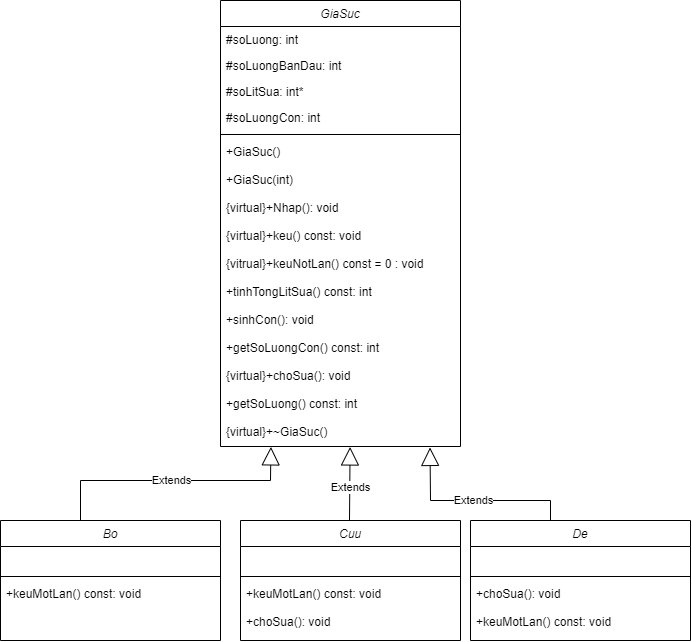 GiaSuc
#soLuong: int
#soLuongBanDau: int
#soLitSua: int*
#soLuongCon: int
+GiaSuc()
+GiaSuc(int)
{virtual}+Nhap(): void
{virtual}+keu() const: void
{vitrual}+keuNotLan() const = 0 : void
+tinhTongLitSua() const: int
+sinhCon(): void
+getSoLuongCon() const: int
{virtual}+choSua(): void
+getSoLuong() const: int
{virtual}+~GiaSuc()
Extends
Extends
Extends
Bo
+keuMotLan() const: void
Cuu
+keuMotLan() const: void
+choSua(): void
De
+choSua(): void
+keuMotLan() const: void